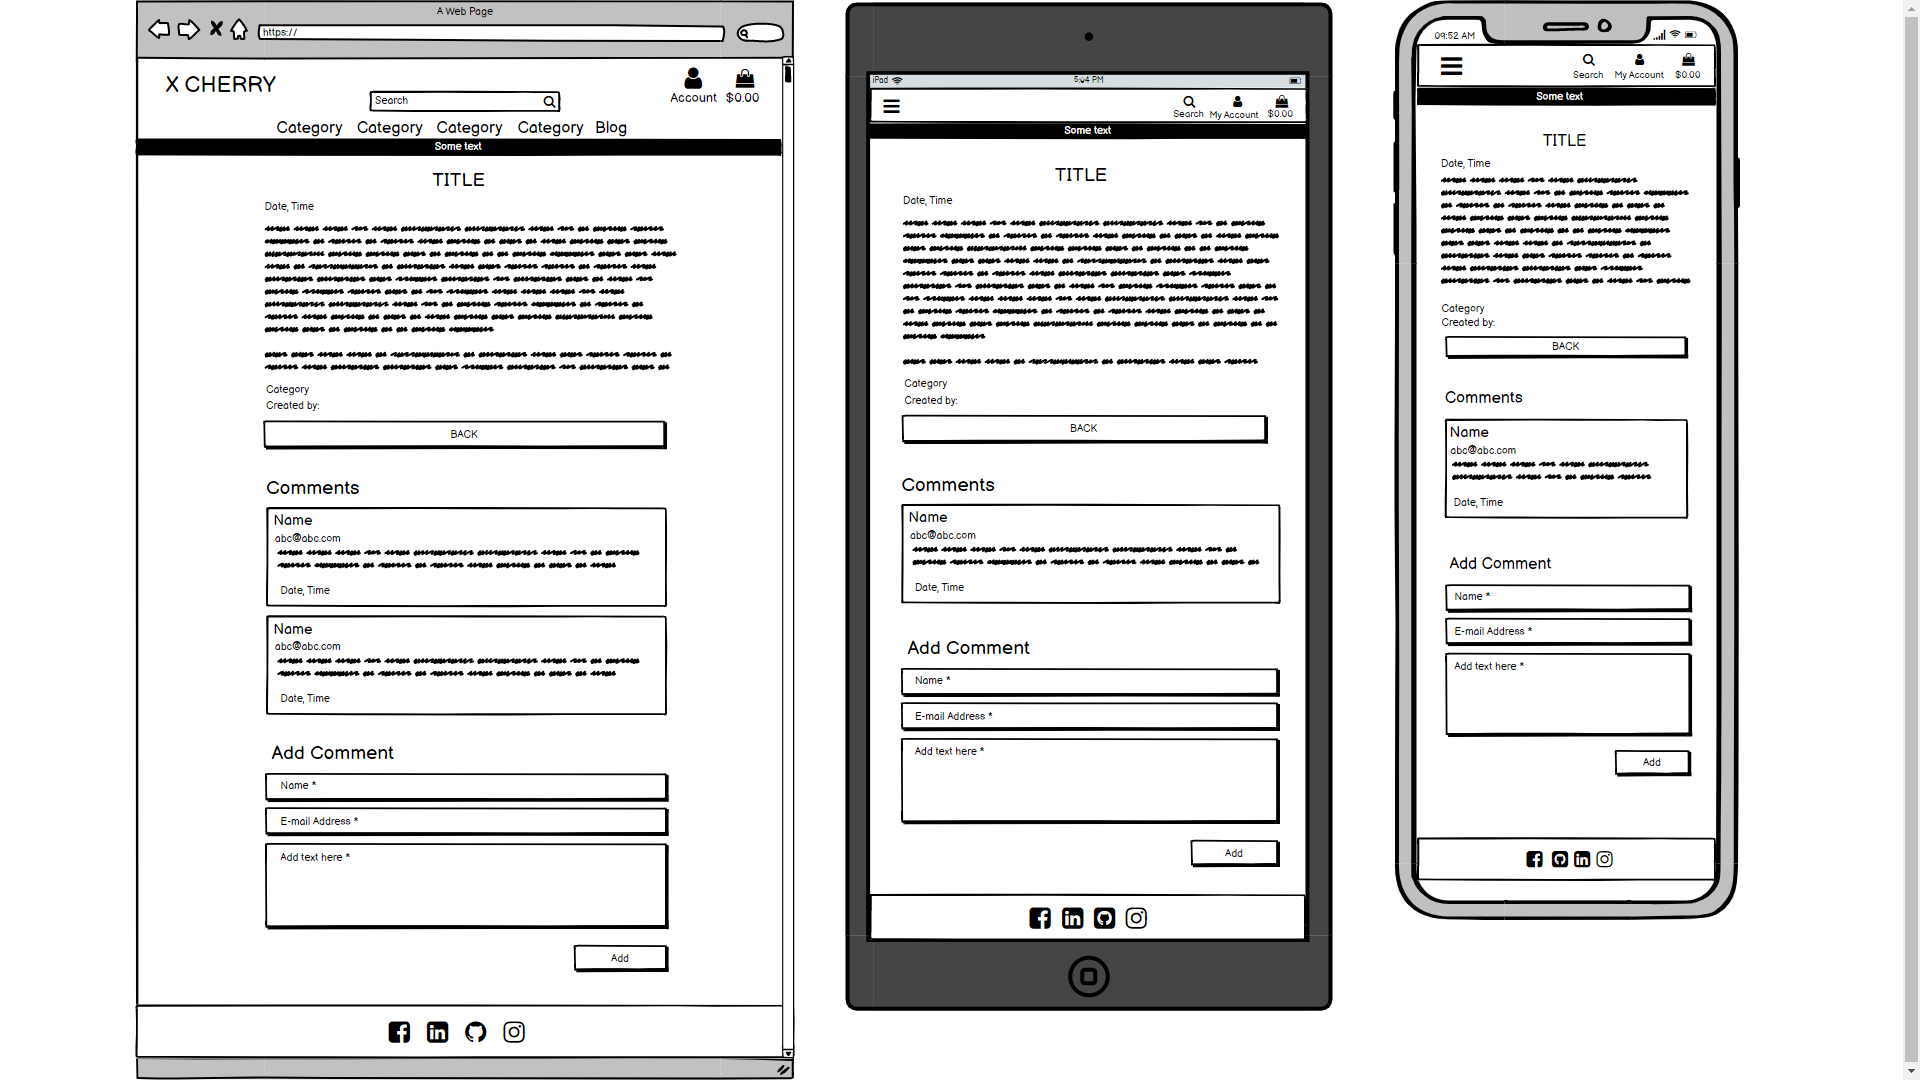 A Web Page
https://
X CHERRY
Search
Account $0.00
Category Category Category Category Blog
Some text
TITLE
Date, Time
Category
Created by:
BACK
Comments
Name
abc@abc.com
Date, Time
Name
abc@abc.com
Date, Time
Add Comment
Name *
E-mail Address *
Add text here *
Add
iPad
5:04 PM
Search My Account $0.00
Some text
TITLE
Date, Time
Category
Created by:
BACK
Comments
Name
abc@abc.com
Date, Time
Add Comment
Name *
E-mail Address *
Add text here *
Add
09:52 AM
Search My Account $0.00
Some text
TITLE
Date, Time
Category
Created by:
BACK
Comments
Name
abc@abc.com
Date, Time
Add Comment
Name *
E-mail Address *
Add text here *
Add